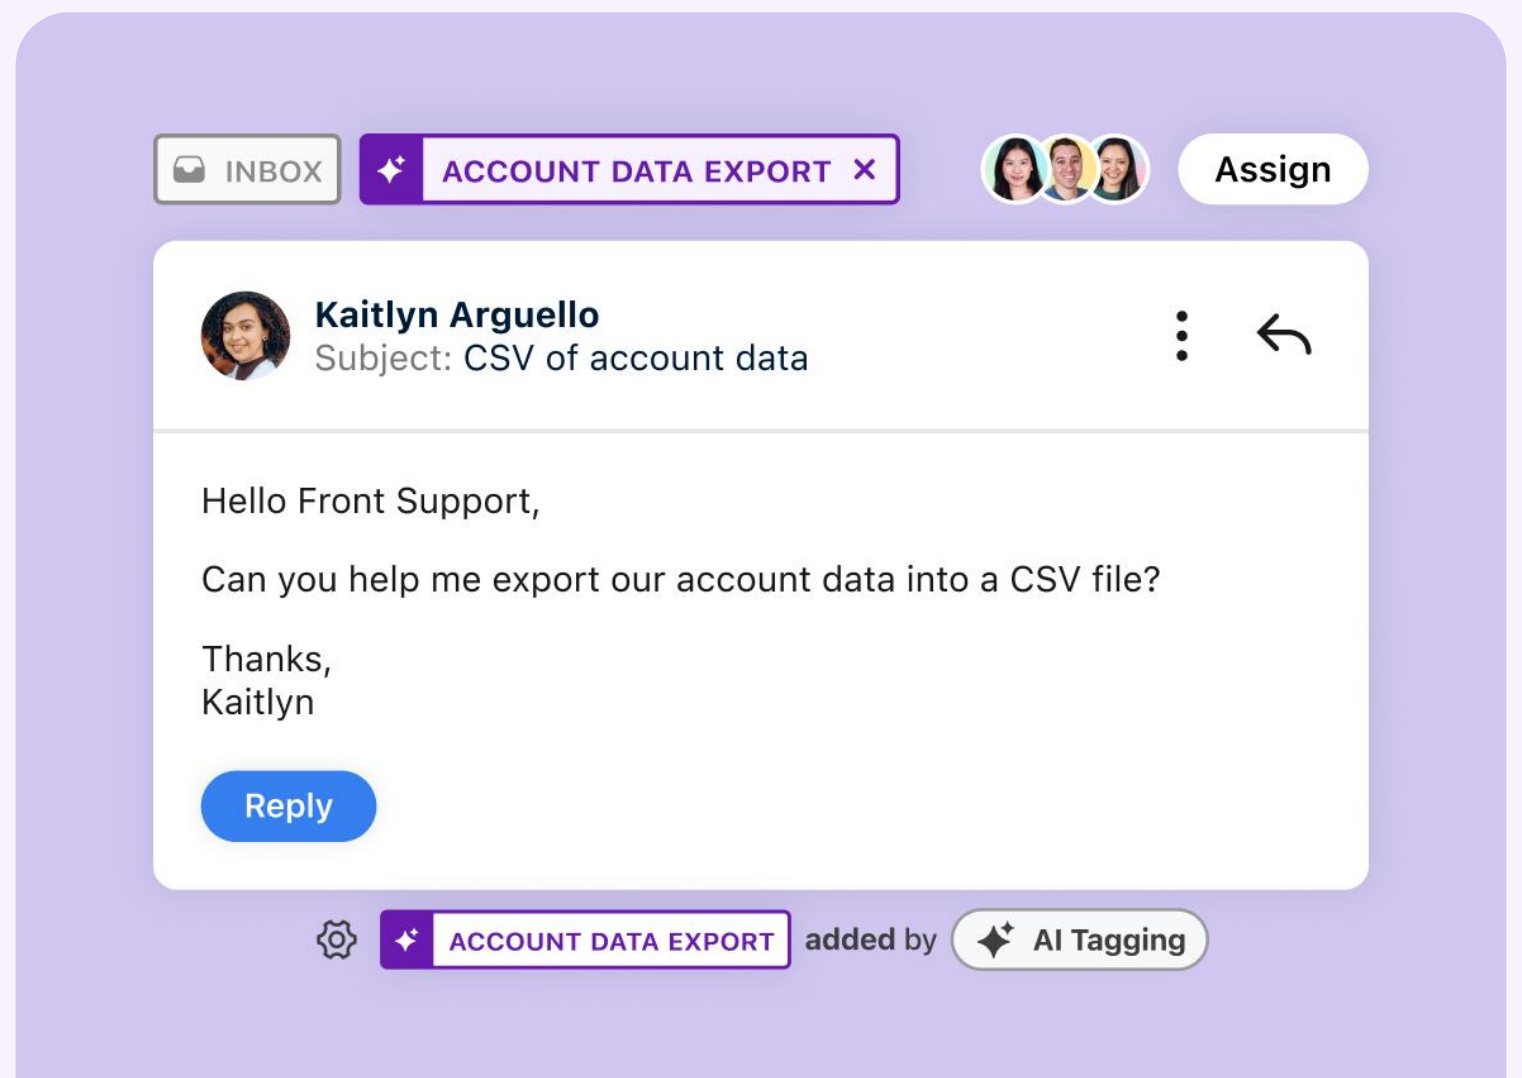 INBOX
ACCOUNT DATA EXPORT
Assign
Kaitlyn Arguello
Subject: CSV of account data
Hello Front Support,
Can you help me export our account data into a CSV file?
Thanks,
Kaitlyn
Reply
ACCOUNT DATA EXPORT added by AI Tagging